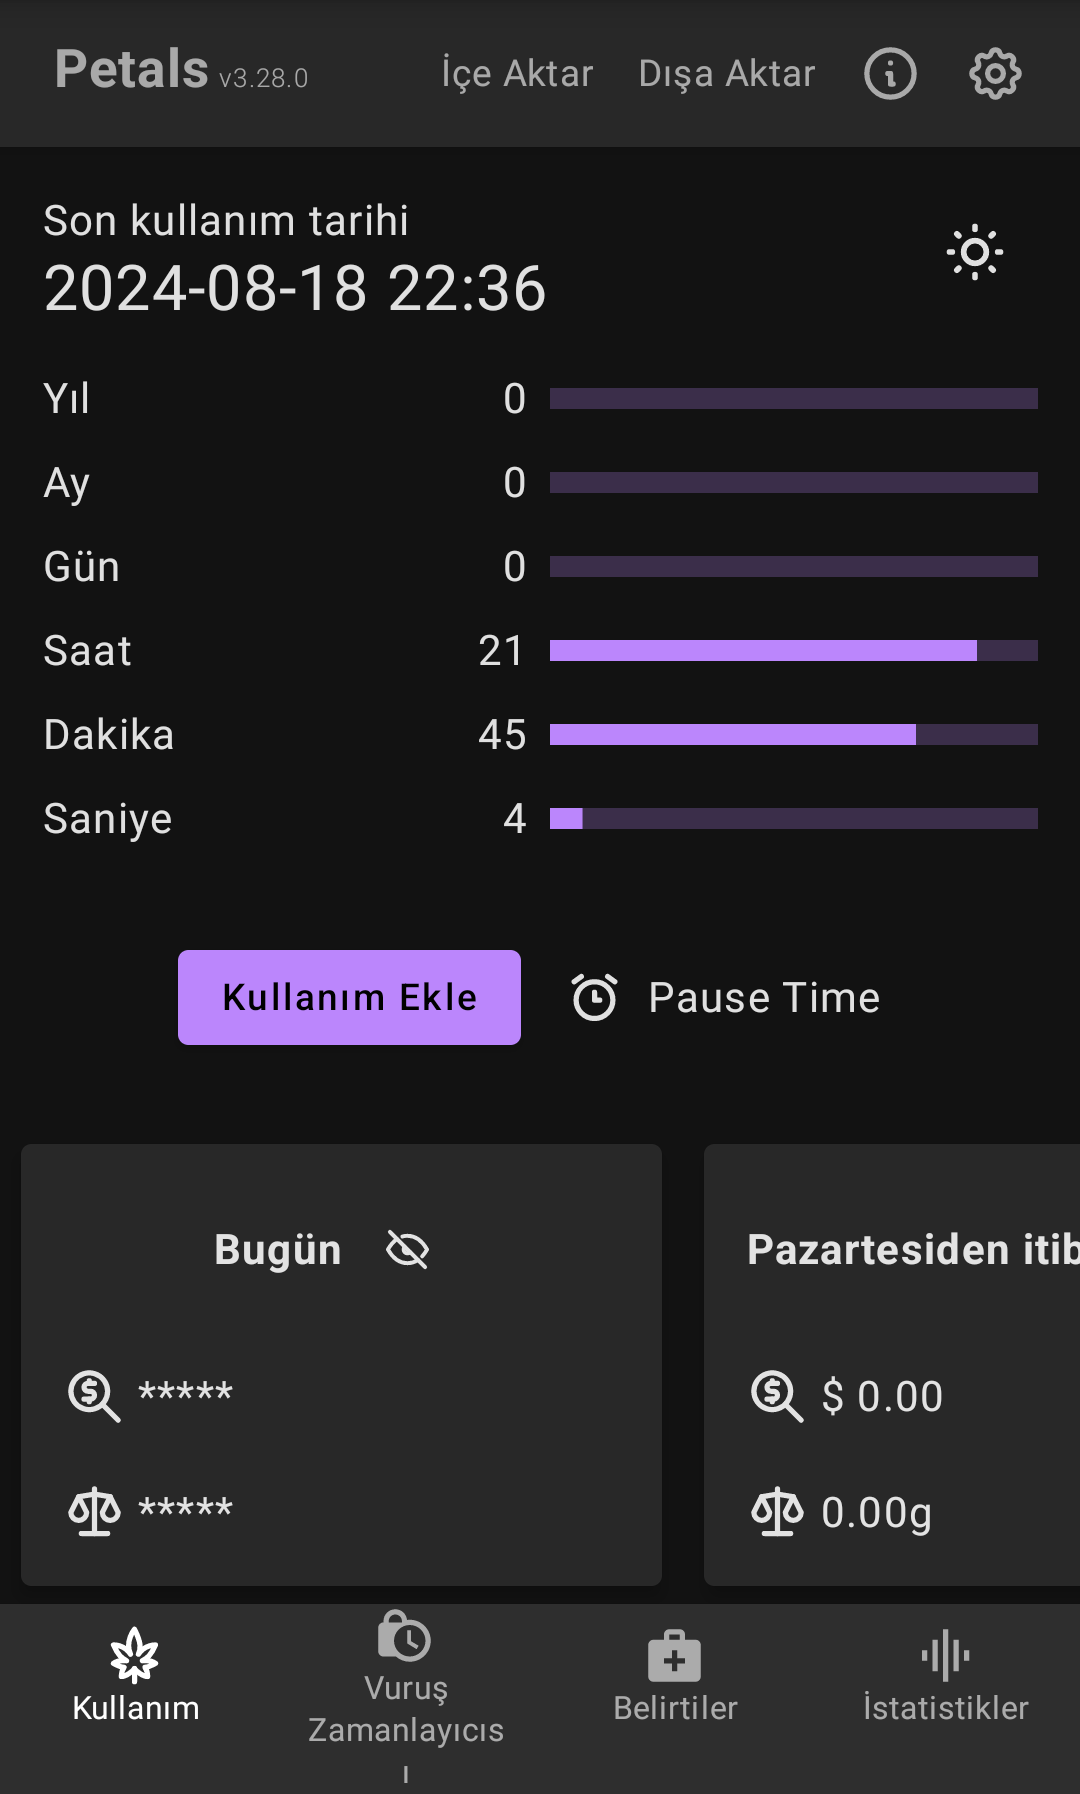 Petals v3.28.0 İçe Aktar Dışa Aktar
Son kullanım tarihi
2024-08-18 22:36
Yıl 0
Ay 0
Gün 0
Saat 21
Dakika 45
Saniye 4
Kullanım Ekle Pause Time
Bugün
*****
*****
Pazartesiden itib
$ 0.00
0.00g
Kullanım
Vuruş
Zamanlayıcıs
ı
Belirtiler
İstatistikler